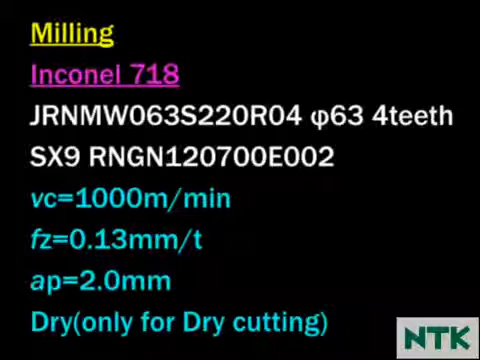 Milling
Inconel 718
JRNMW063S220R04 φ63 4teeth
SX9 RNGN120700E002
vc=1000m/min
fz=0.13mm/t
ap=2.0mm
Dry(only for Dry cutting)
NTK